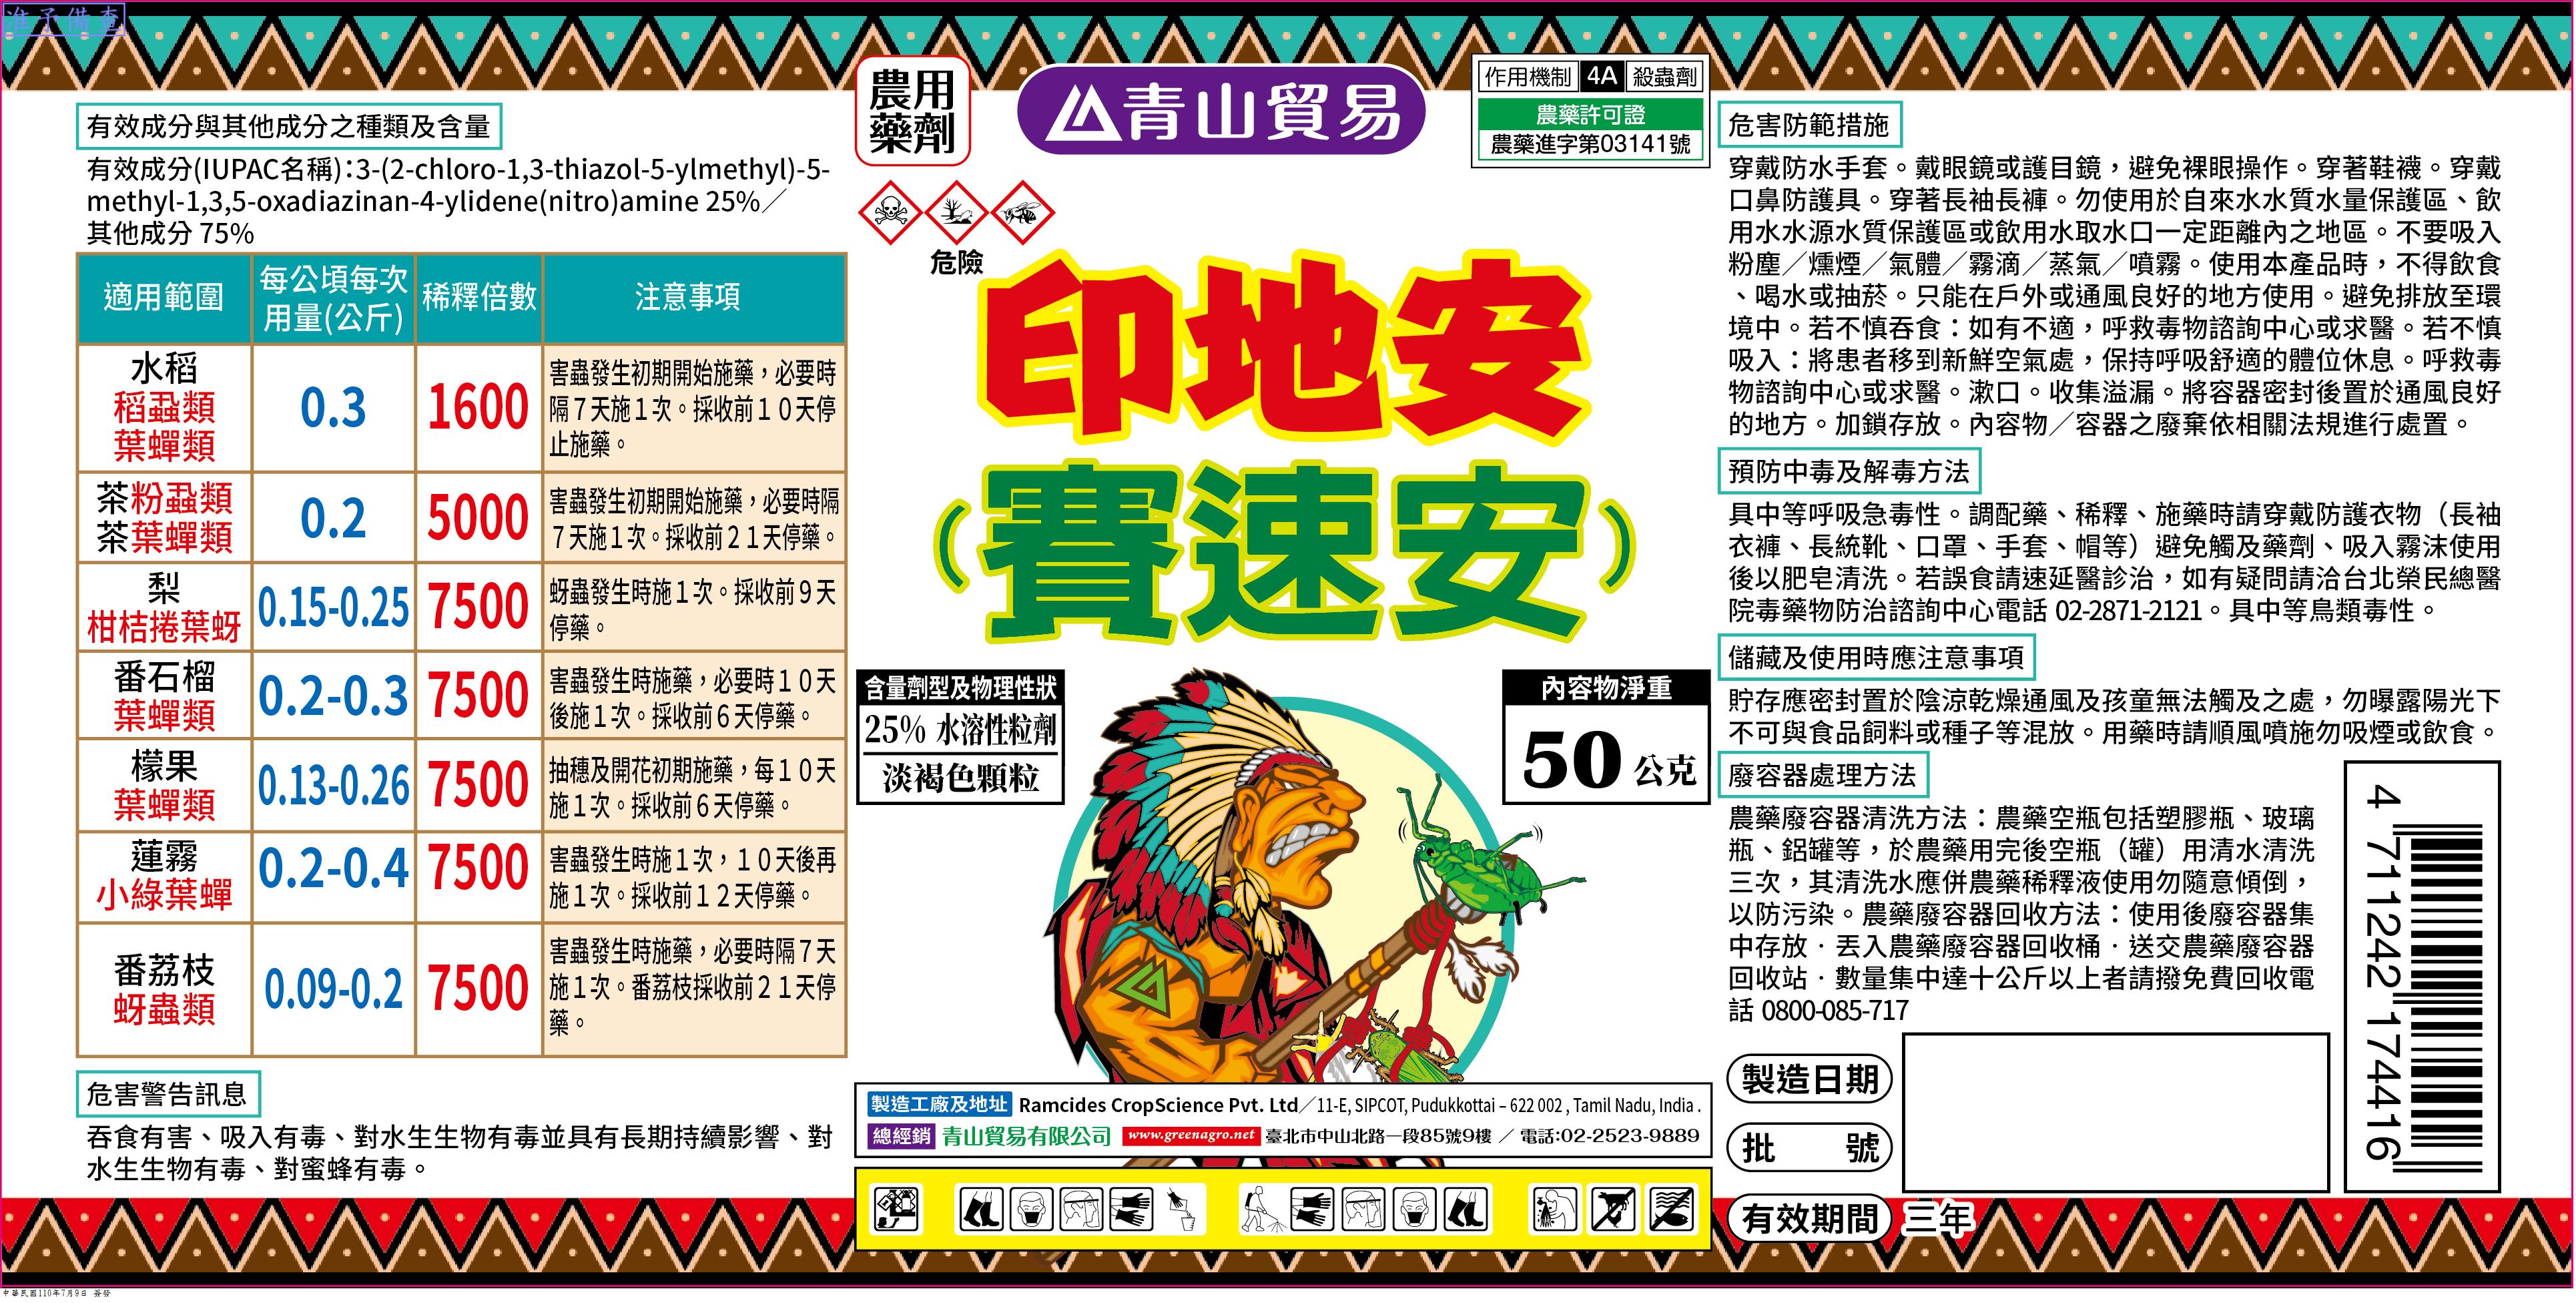 准予備查
有效成分與其他成分之種類及含量
有效成分(IUPAC名稱):3-(2-chloro-1,3-thiazol-5-ylmethyl)-5-
methyl-1,3,5-oxadiazinan-4-ylidene(nitro)amine 25%／
其他成分 75%
適用範圍 每公頃每次用量(公斤) 稀釋倍數 注意事項
水稻
稻蝨類
葉蟬類
0.3
1600
害蟲發生初期開始施藥，必要時
隔７天施１次。採收前１０天停
止施藥。
茶粉蝨類
茶葉蟬類
0.2
5000
害蟲發生初期開始施藥，必要時隔
７天施１次。採收前２１天停藥。
梨
柑桔捲葉蚜
0.15-0.25
7500
蚜蟲發生時施１次。採收前９天
停藥。
番石榴
葉蟬類
0.2-0.3
7500
害蟲發生時施藥，必要時１０天
後施１次。採收前６天停藥。
檬果
葉蟬類
0.13-0.26
7500
抽穗及開花初期施藥，每１０天
施１次。採收前６天停藥。
蓮霧
小綠葉蟬
0.2-0.4
7500
害蟲發生時施１次，１０天後再
施１次。採收前１２天停藥。
番荔枝
蚜蟲類
0.09-0.2
7500
害蟲發生時施藥，必要時隔７天
施１次。番荔枝採收前２１天停
藥。
危害警告訊息
吞食有害、吸入有毒、對水生生物有毒並具有長期持續影響、對
水生生物有毒、對蜜蜂有毒。
農用
藥劑
青山貿易
作用機制 4A 殺蟲劑
農藥許可證
農藥進字第03141號
危險
印地安
(賽速安)
含量劑型及物理性狀
25% 水溶性粒劑
淡褐色顆粒
內容物淨重
50 公克
製造工廠及地址 Ramcides CropScience Pvt. Ltd／11-E, SIPCOT, Pudukkottai – 622 002 , Tamil Nadu, India .
總經銷 青山貿易有限公司 www.greenagro.net 臺北市中山北路一段85號9樓 ／ 電話:02-2523-9889
危害防範措施
穿戴防水手套。戴眼鏡或護目鏡，避免裸眼操作。穿著鞋襪。穿戴
口鼻防護具。穿著長袖長褲。勿使用於自來水水質水量保護區、飲
用水水源水質保護區或飲用水取水口一定距離內之地區。不要吸入
粉塵／燻煙／氣體／霧滴／蒸氣／噴霧。使用本產品時，不得飲食
、喝水或抽菸。只能在戶外或通風良好的地方使用。避免排放至環
境中。若不慎吞食：如有不適，呼救毒物諮詢中心或求醫。若不慎
吸入：將患者移到新鮮空氣處，保持呼吸舒適的體位休息。呼救毒
物諮詢中心或求醫。漱口。收集溢漏。將容器密封後置於通風良好
的地方。加鎖存放。內容物／容器之廢棄依相關法規進行處置。
預防中毒及解毒方法
具中等呼吸急毒性。調配藥、稀釋、施藥時請穿戴防護衣物（長袖
衣褲、長統靴、口罩、手套、帽等）避免觸及藥劑、吸入霧沫使用
後以肥皂清洗。若誤食請速延醫診治，如有疑問請洽台北榮民總醫
院毒藥物防治諮詢中心電話 02-2871-2121。具中等鳥類毒性。
儲藏及使用時應注意事項
貯存應密封置於陰涼乾燥通風及孩童無法觸及之處，勿曝露陽光下
不可與食品飼料或種子等混放。用藥時請順風噴施勿吸煙或飲食。
廢容器處理方法
農藥廢容器清洗方法：農藥空瓶包括塑膠瓶、玻璃
瓶、鋁罐等，於農藥用完後空瓶（罐）用清水清洗
三次，其清洗水應併農藥稀釋液使用勿隨意傾倒，
以防污染。農藥廢容器回收方法：使用後廢容器集
中存放．丟入農藥廢容器回收桶．送交農藥廢容器
回收站．數量集中達十公斤以上者請撥免費回收電
話 0800-085-717
4 711242 174416
製造日期
批 號
有效期間 三年
中華民國110年7月9日 簽發